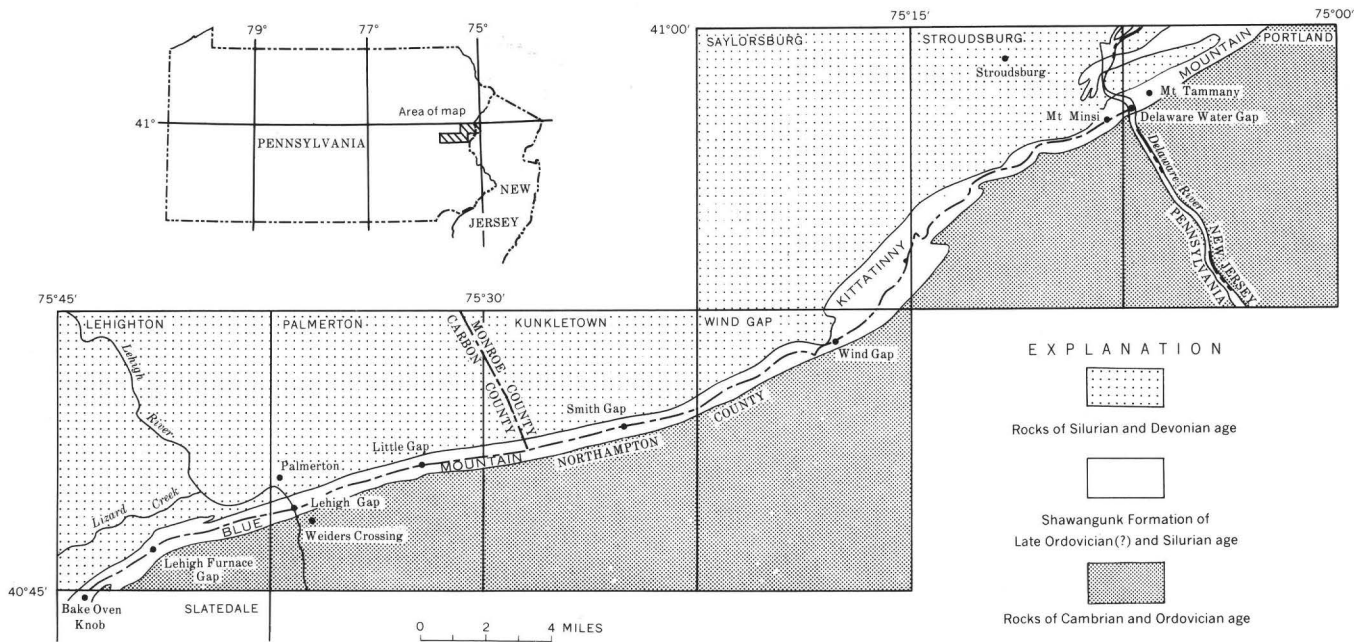 79°
77°
75°
Area of map
41°
PENNSYLVANIA
NEW
JERSEY
41°00'
75°15'
75°00'
SAYLORSBURG
STROUDSBURG
PORTLAND
Stroudsburg
MOUNTAIN
Mt Tammany
Mt Minsi
Delaware Water Gap
Delaware River
NEW JERSEY
PENNSYLVANIA
KITTATINNY
75°45'
75°30'
LEHIGHTON
PALMERTON
KUNKLETOWN
WIND GAP
Lehigh
River
MONROE COUNTY
CARBON COUNTY
Wind Gap
Smith Gap
COUNTY
NORTHAMPTON
Little Gap
MOUNTAIN
Palmerton
Lizard Creek
Lehigh Gap
BLUE
Weiders Crossing
Lehigh Furnace
Gap
40°45'
Bake Oven
Knob
SLATEDALE
0 2 4 MILES
EXPLANATION
Rocks of Silurian and Devonian age
Shawangunk Formation of
Late Ordovician(?) and Silurian age
Rocks of Cambrian and Ordovician age